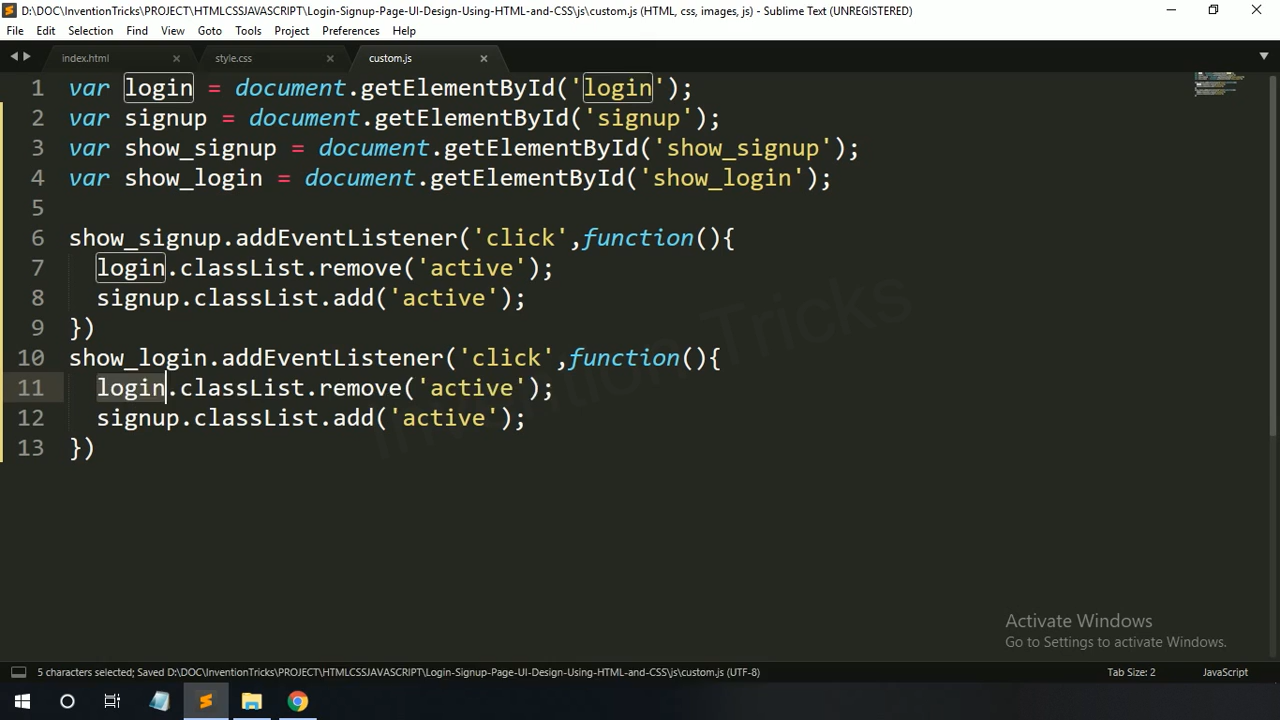 D:\DOC\InventionTricks\PROJECT\HTMLCSSJAVASCRIPT\Login-Signup-Page-UI-Design-Using-HTML-and-CSS\js\custom.js (HTML, css, images, js) - Sublime Text (UNREGISTERED)
File Edit Selection Find View Goto Tools Project Preferences Help
index.html style.css custom.js
1 var login = document.getElementById('login');
2 var signup = document.getElementById('signup');
3 var show_signup = document.getElementById('show_signup');
4 var show_login = document.getElementById('show_login');
5
6 show_signup.addEventListener('click',function(){
7 login.classList.remove('active');
8 signup.classList.add('active');
9 })
10 show_login.addEventListener('click',function(){
11 login.classList.remove('active');
12 signup.classList.add('active');
13 })
Invention Tricks
Activate Windows
Go to Settings to activate Windows.
5 characters selected; Saved D:\DOC\InventionTricks\PROJECT\HTMLCSSJAVASCRIPT\Login-Signup-Page-UI-Design-Using-HTML-and-CSS\js\custom.js (UTF-8) Tab Size: 2 JavaScript